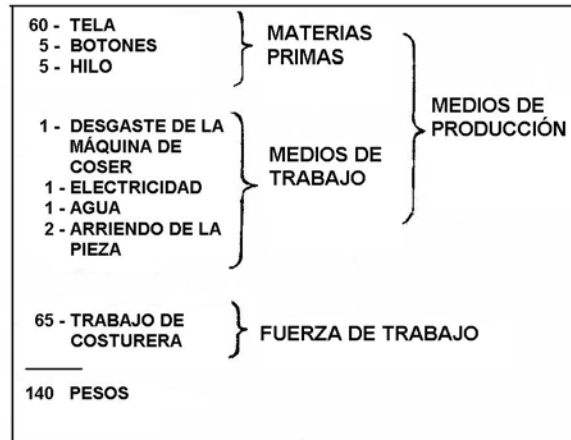 60 - TELA
5 - BOTONES
5 - HILO
MATERIAS
PRIMAS
1 - DESGASTE DE LA
MÁQUINA DE
COSER
1 - ELECTRICIDAD
1 - AGUA
2 - ARRIENDO DE LA
PIEZA
MEDIOS DE
TRABAJO
MEDIOS DE
PRODUCCIÓN
65 - TRABAJO DE
COSTURERA
FUERZA DE TRABAJO
140 PESOS